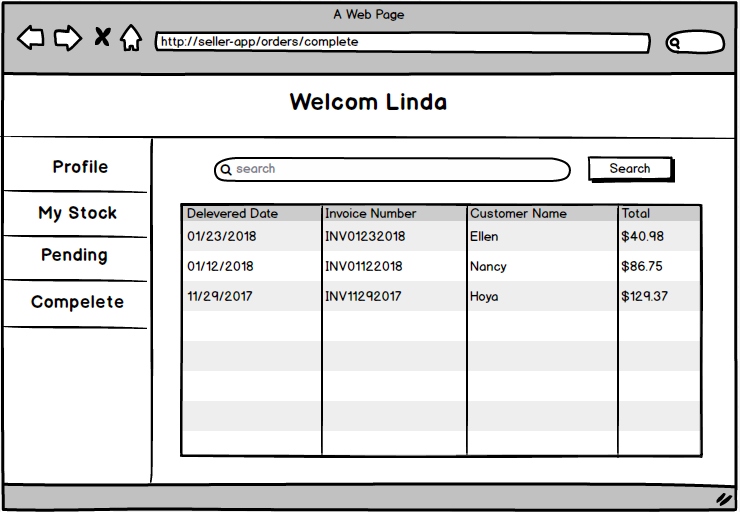 A Web Page
http://seller-app/orders/complete
Welcom Linda
Profile
My Stock
Pending
Compelete
search
Search
Delevered Date Invoice Number Customer Name Total
01/23/2018 INV01232018 Ellen $40.98
01/12/2018 INV01122018 Nancy $86.75
11/29/2017 INV11292017 Hoya $129.37